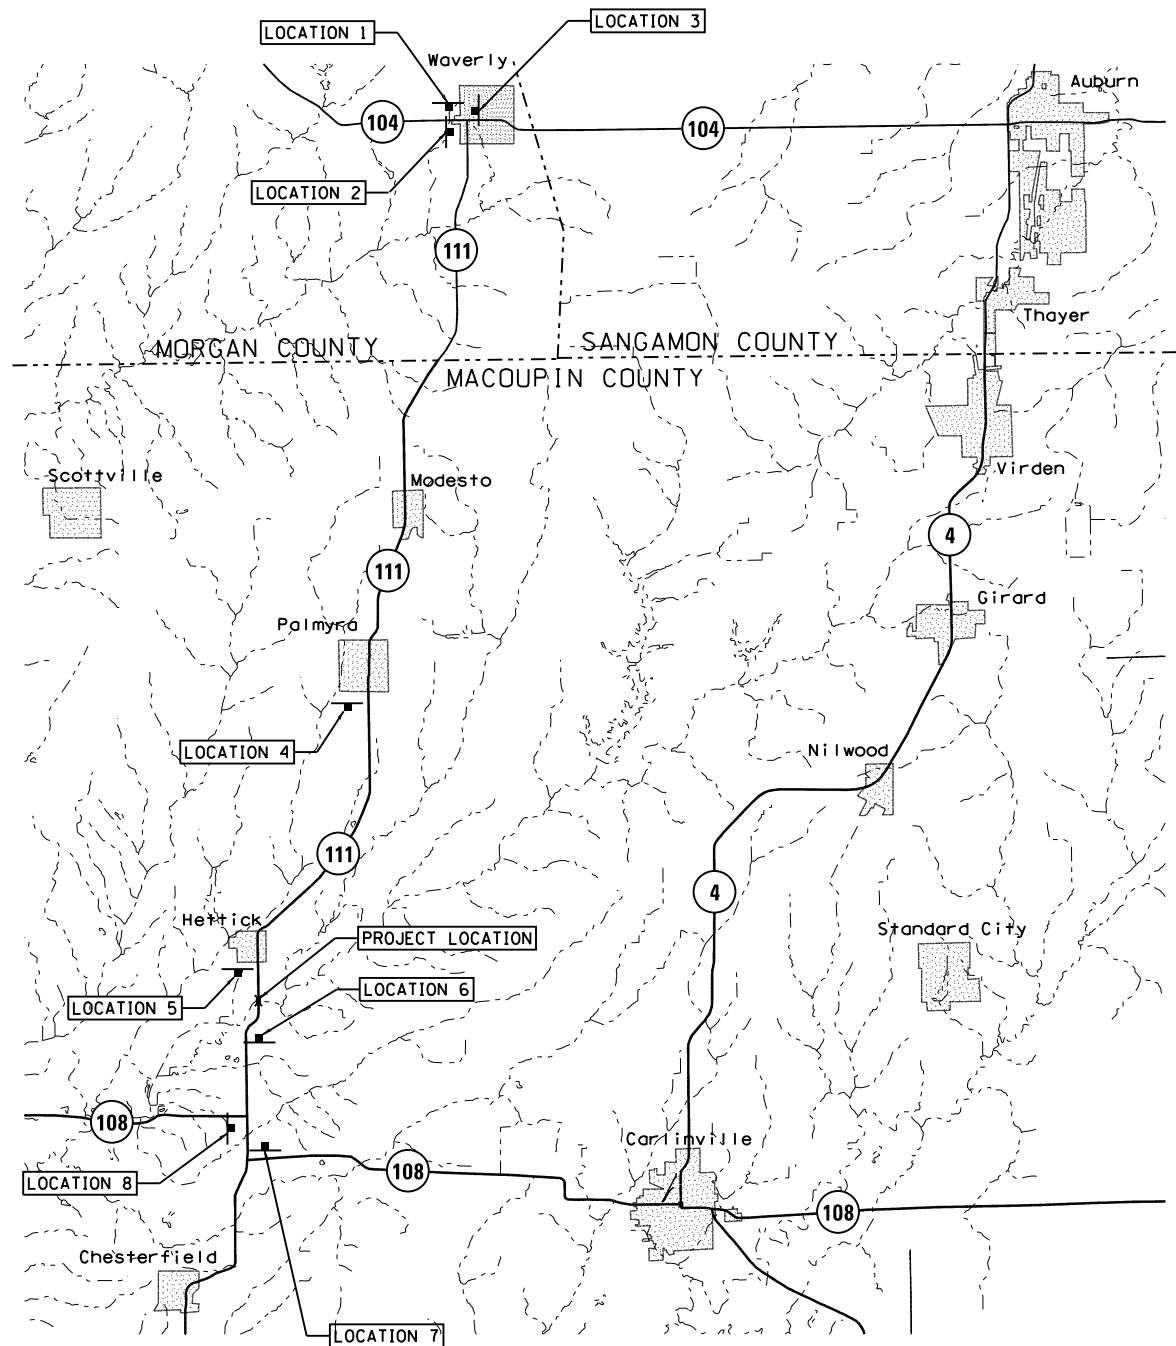 LOCATION 3
LOCATION 1
Waverly
Auburn
104
104
LOCATION 2
111
Thayer
MORGAN COUNTY
SANGAMON COUNTY
MACOUPIN COUNTY
Scottville
Modesto
Virden
4
111
Girard
Palmyra
LOCATION 4
Nilwood
111
4
Hettick
Standard City
PROJECT LOCATION
LOCATION 6
LOCATION 5
108
Carlinville
108
LOCATION 8
108
Chesterfield
LOCATION 7